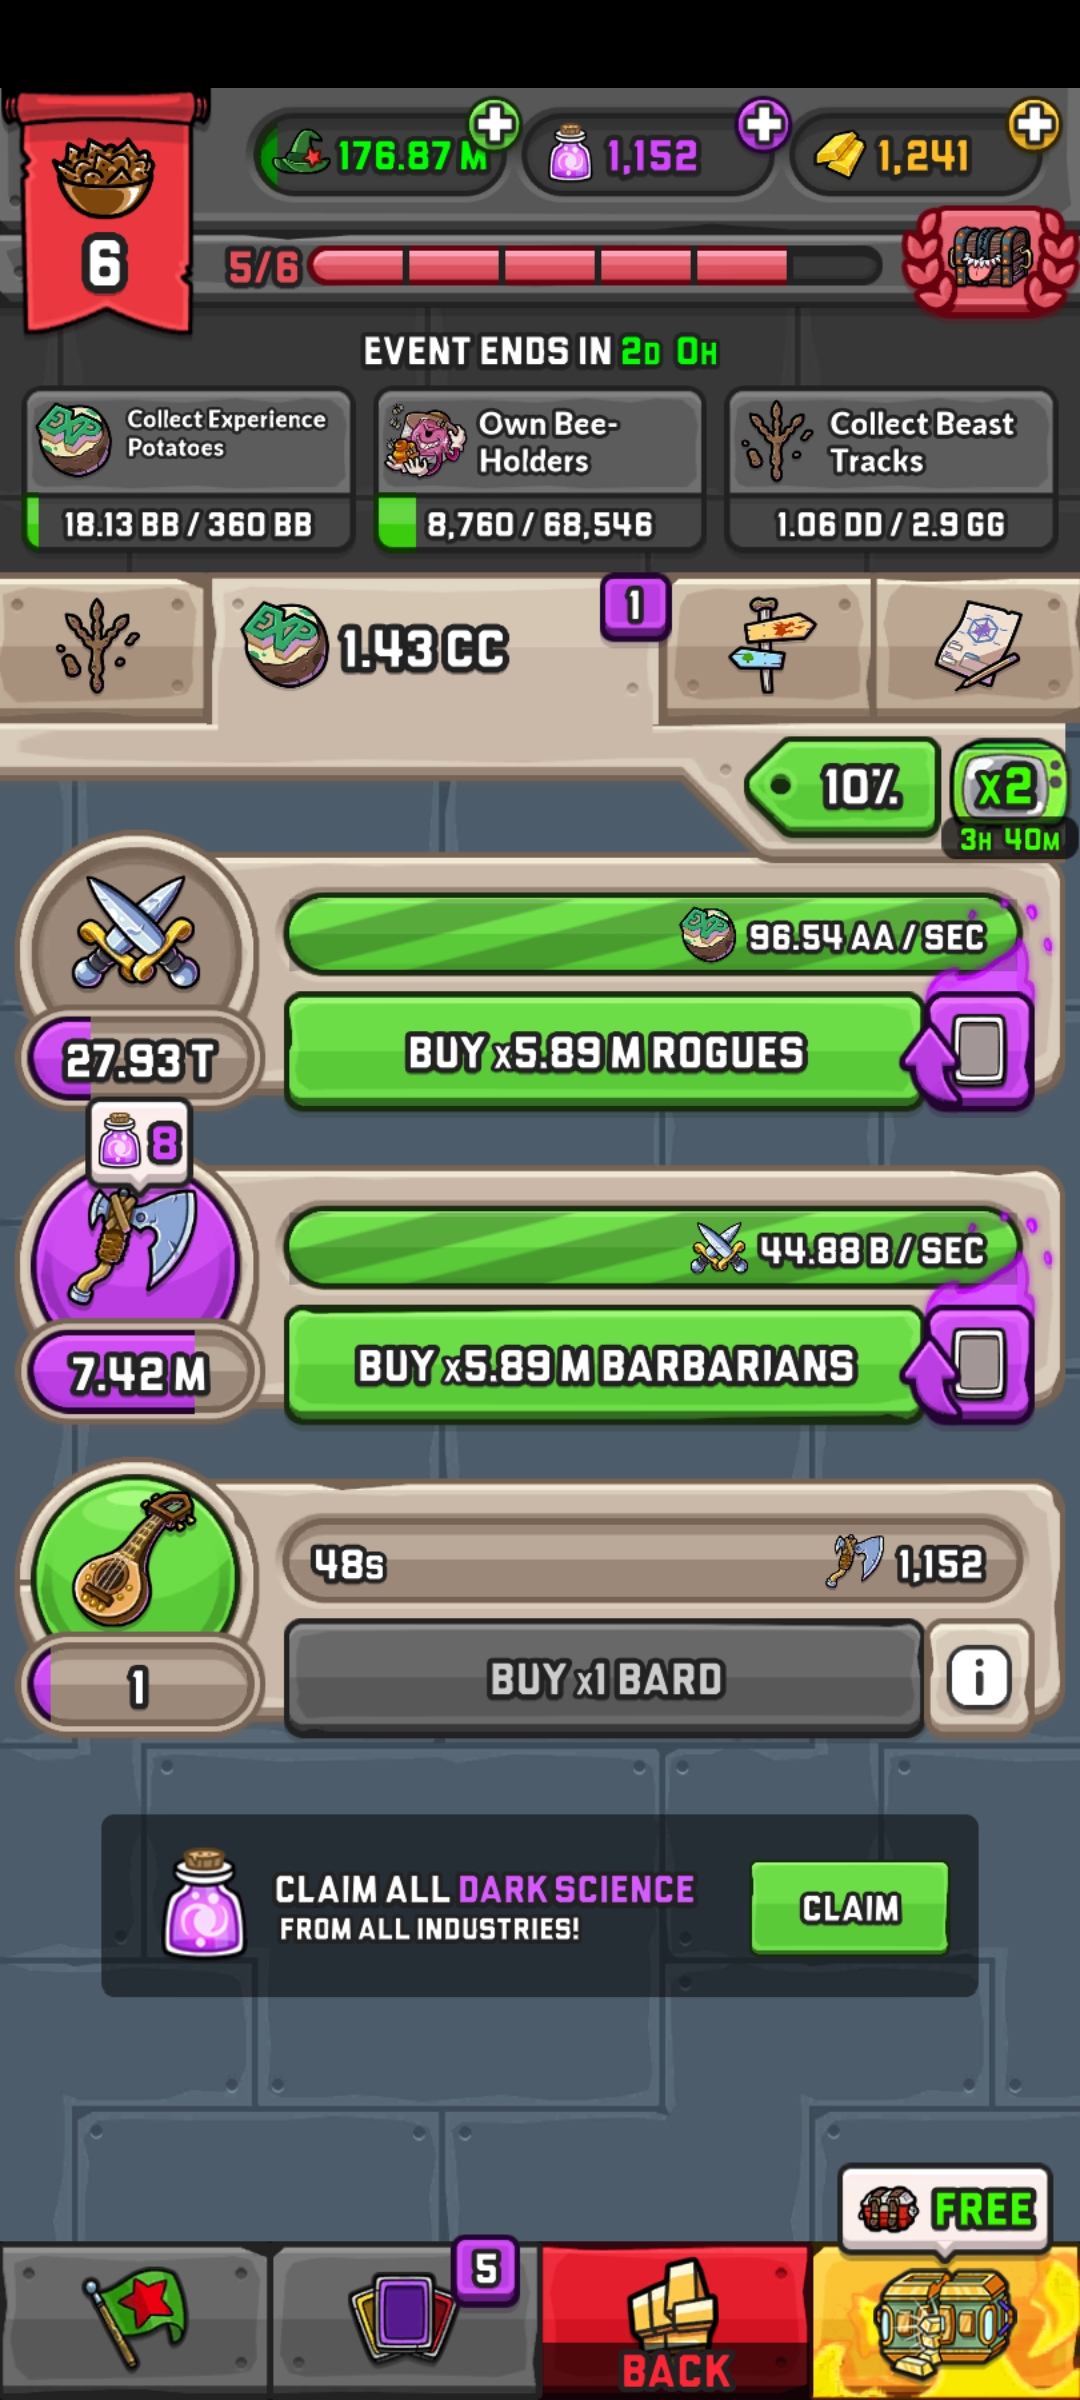 176.87 M
1,152
1,241
6
5/6
EVENT ENDS IN 2D 0H
Collect Experience
Potatoes
18.13 BB / 360 BB
Own Bee-
Holders
8,760 / 68,546
Collect Beast
Tracks
1.06 DD / 2.9 GG
EXP
1.43 CC
1
10%
x2
3H 40M
96.54 AA / SEC
27.93 T
BUY x5.89 M ROGUES
8
44.88 B / SEC
7.42 M
BUY x5.89 M BARBARIANS
48s
1,152
1
BUY x1 BARD
i
CLAIM ALL DARK SCIENCE
FROM ALL INDUSTRIES!
CLAIM
FREE
5
BACK